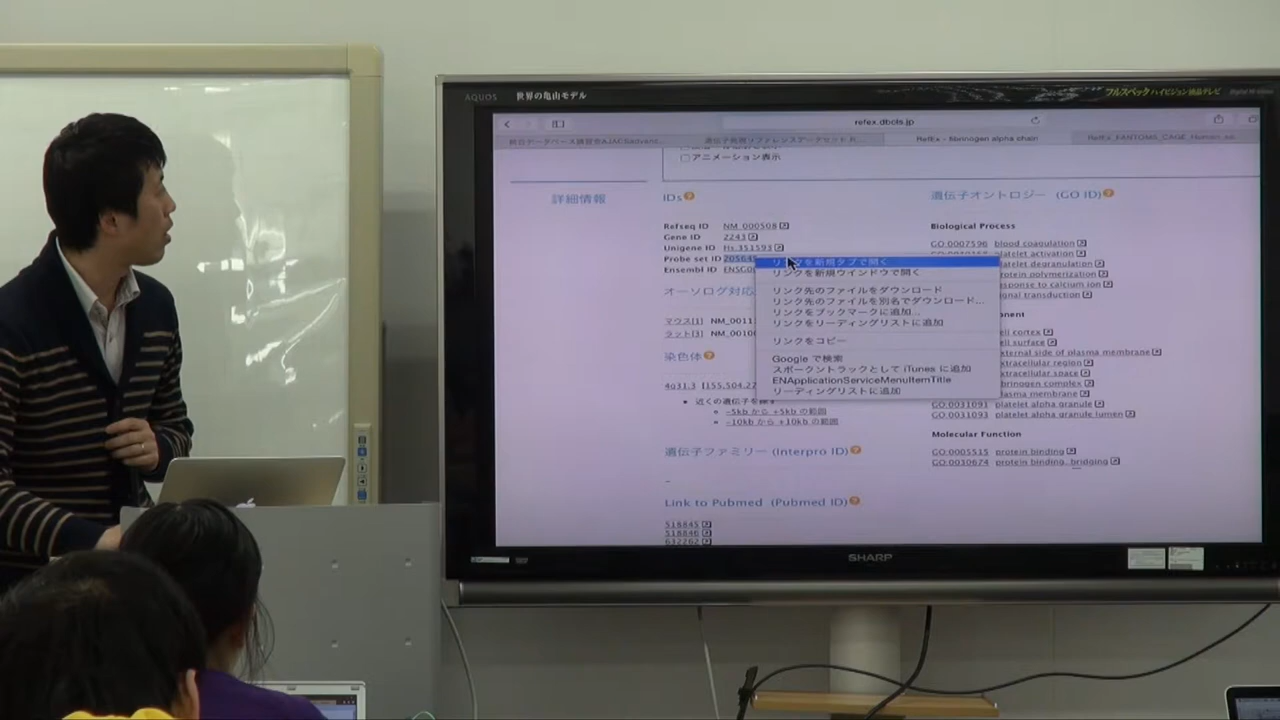 AQUOS 世界の亀山モデル
フルスペックハイビジョン液晶テレビ
refex.dbcls.jp
RefEx - fibrinogen alpha chain
アニメーション表示
詳細情報
IDs
Refseq ID NM_000508
Gene ID 2243
Unigene ID Hs.351593
Probe set ID
Ensembl ID
オーソログ対応
マウス[1]
ラット[3]
染色体
近くの遺伝子を
-5kb から +5kb の範囲
-10kb から +10kb の範囲
遺伝子ファミリー (Interpro ID)
Link to Pubmed (Pubmed ID)
518845
518846
632262
リンクを新規タブで開く
リンクを新規ウインドウで開く
リンク先のファイルをダウンロード
リンク先のファイルを別名でダウンロード...
リンクをブックマークに追加...
リンクをリーディングリストに追加
リンクをコピー
Google で検索
スポークントラックとして iTunes に追加
ENApplicationServiceMenuItemTitle
リーディングリストに追加
遺伝子オントロジー (GO ID)
Biological Process
GO:0007596 blood coagulation
platelet activation
platelet degranulation
protein polymerization
response to calcium ion
signal transduction
cell cortex
cell surface
external side of plasma membrane
extracellular region
extracellular space
fibrinogen complex
plasma membrane
GO:0031091 platelet alpha granule
GO:0031093 platelet alpha granule lumen
Molecular Function
GO:0005515 protein binding
GO:0030674 protein binding, bridging
SHARP